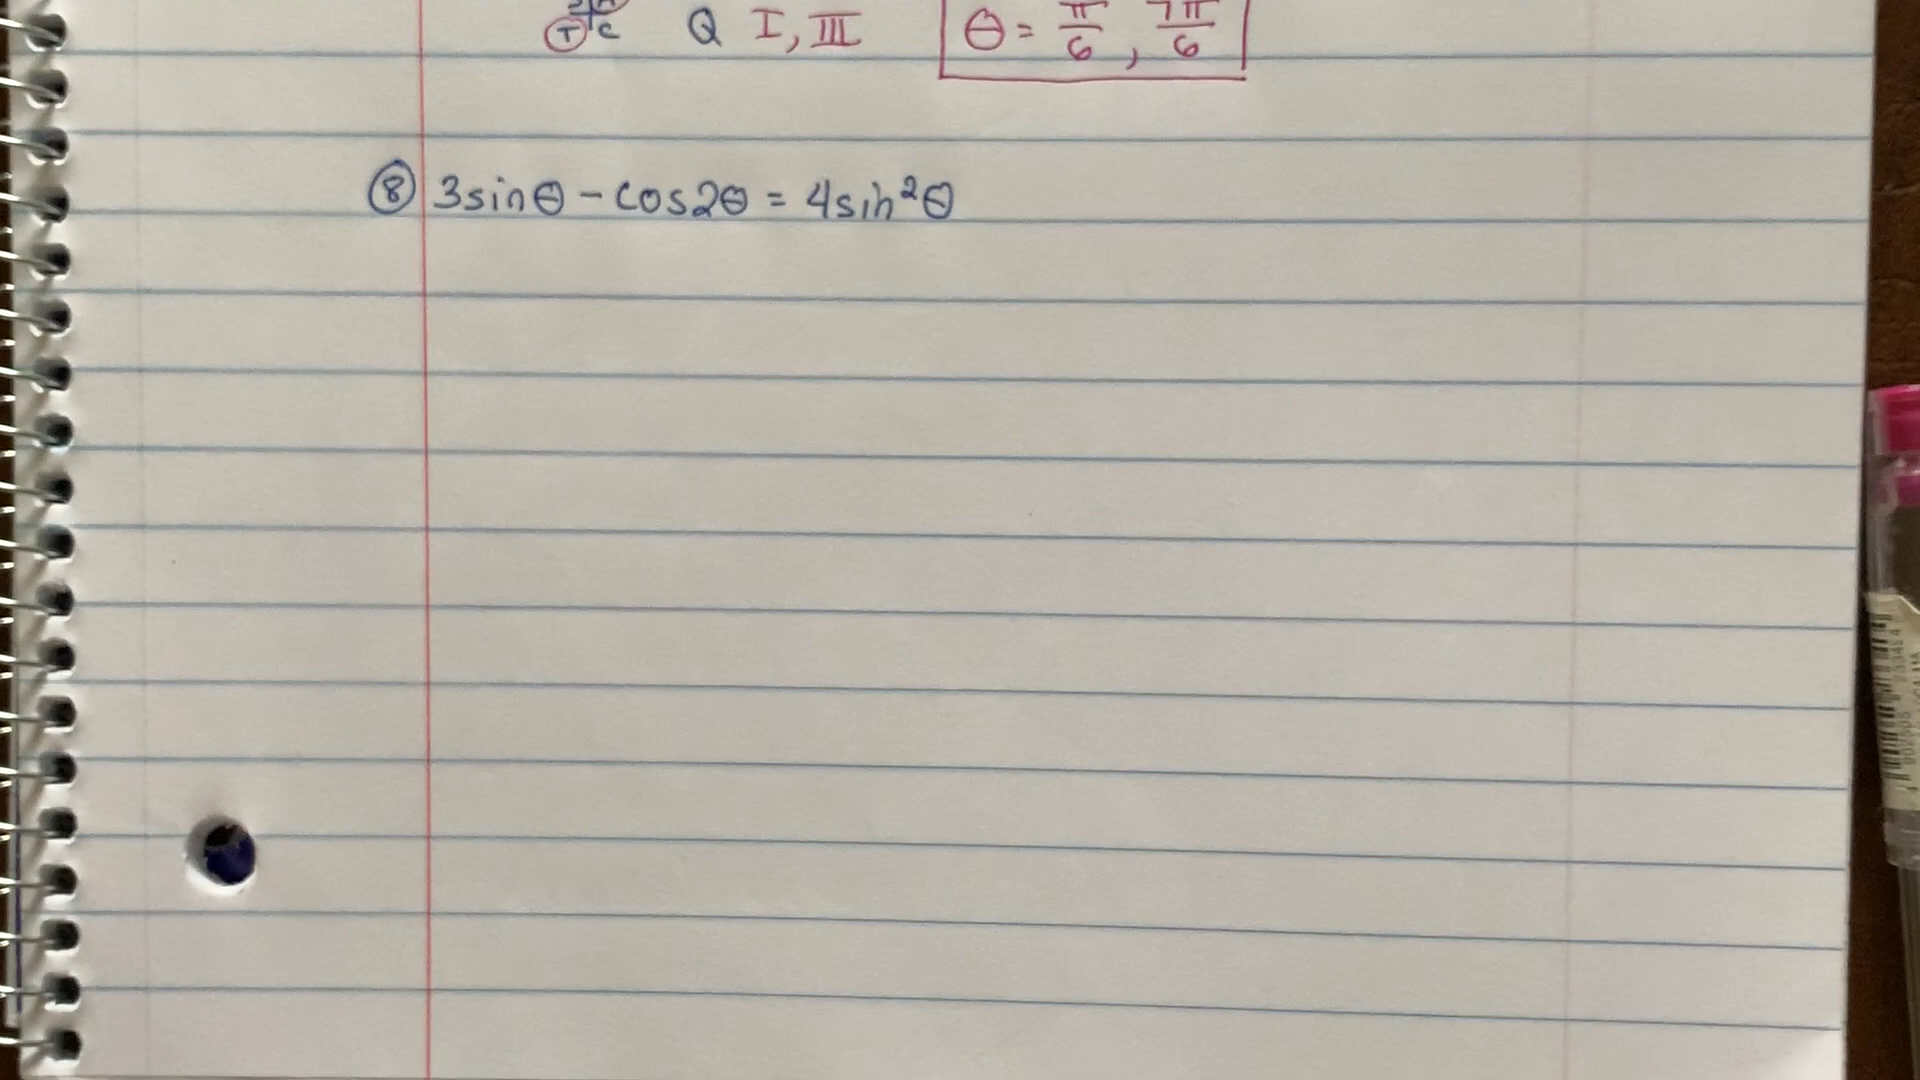 T C Q I, III θ = π/6, 7π/6
⑧ 3sinθ - cos2θ = 4sin²θ